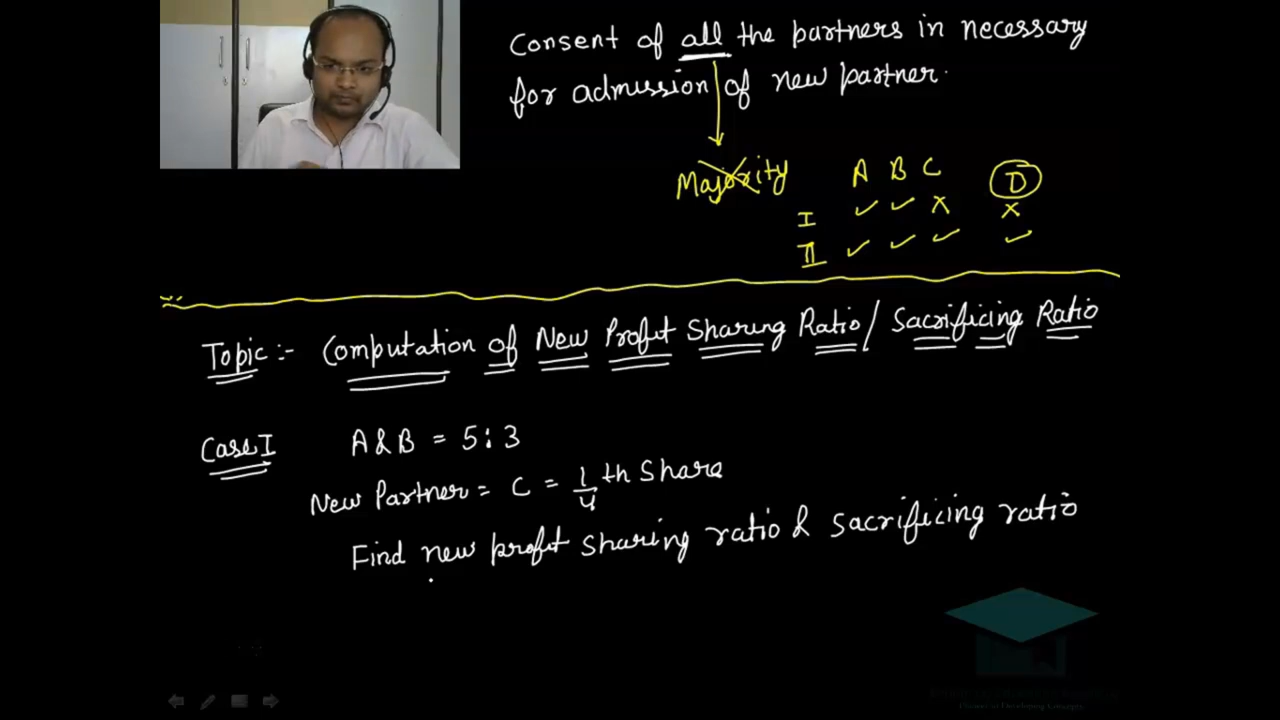 Consent of all the partners in necessary
for admission of new partner.
Majority
A B C D
I ✓ ✓ x x
II ✓ ✓ ✓ ✓
Topic :- Computation of New Profit Sharing Ratio / Sacrificing Ratio
Case I A & B = 5 : 3
New Partner = C = 1/4 th Share
Find new profit sharing ratio & sacrificing ratio